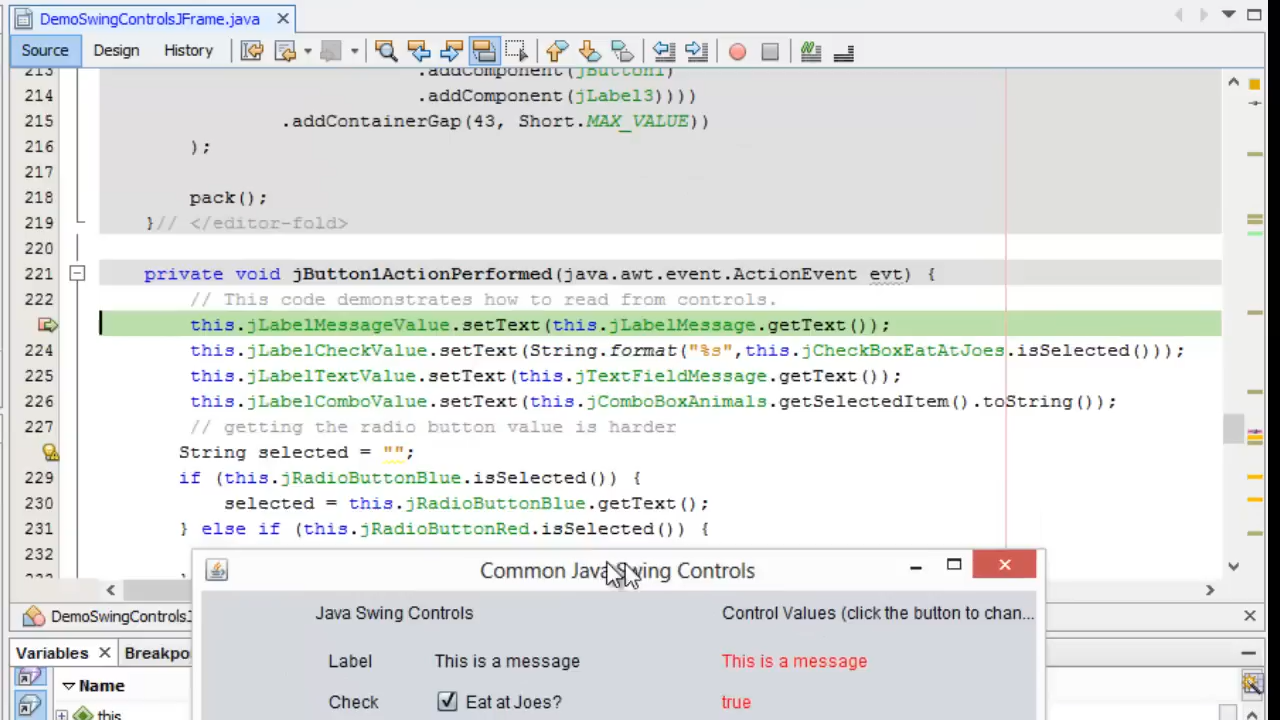 DemoSwingControlsJFrame.java
Source Design History
213 .addComponent(jButton1)
214 .addComponent(jLabel3))))
215 .addContainerGap(43, Short.MAX_VALUE))
216 );
217
218 pack();
219 }// </editor-fold>
220
221 private void jButton1ActionPerformed(java.awt.event.ActionEvent evt) {
222 // This code demonstrates how to read from controls.
this.jLabelMessageValue.setText(this.jLabelMessage.getText());
224 this.jLabelCheckValue.setText(String.format("%s",this.jCheckBoxEatAtJoes.isSelected()));
225 this.jLabelTextValue.setText(this.jTextFieldMessage.getText());
226 this.jLabelComboValue.setText(this.jComboBoxAnimals.getSelectedItem().toString());
227 // getting the radio button value is harder
String selected = "";
229 if (this.jRadioButtonBlue.isSelected()) {
230 selected = this.jRadioButtonBlue.getText();
231 } else if (this.jRadioButtonRed.isSelected()) {
232
Common Java Swing Controls
DemoSwingControlsJ
Java Swing Controls Control Values (click the button to chan...
Variables Breakpo
Label This is a message This is a message
Name
Check Eat at Joes? true
this